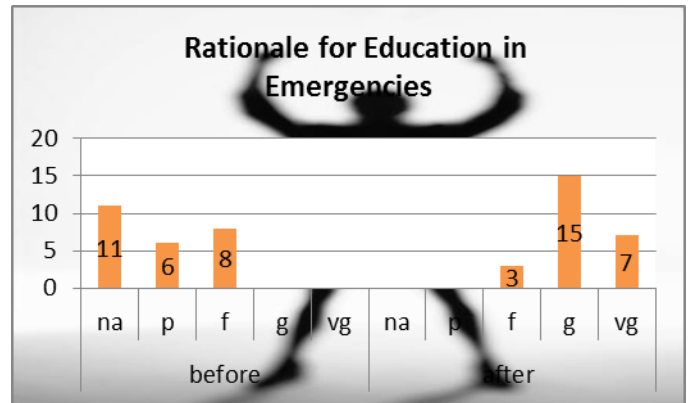 Rationale for Education in
Emergencies
20
15
10
5
0
11 6 8 3 15 7
na p f g vg na p f g vg
before after